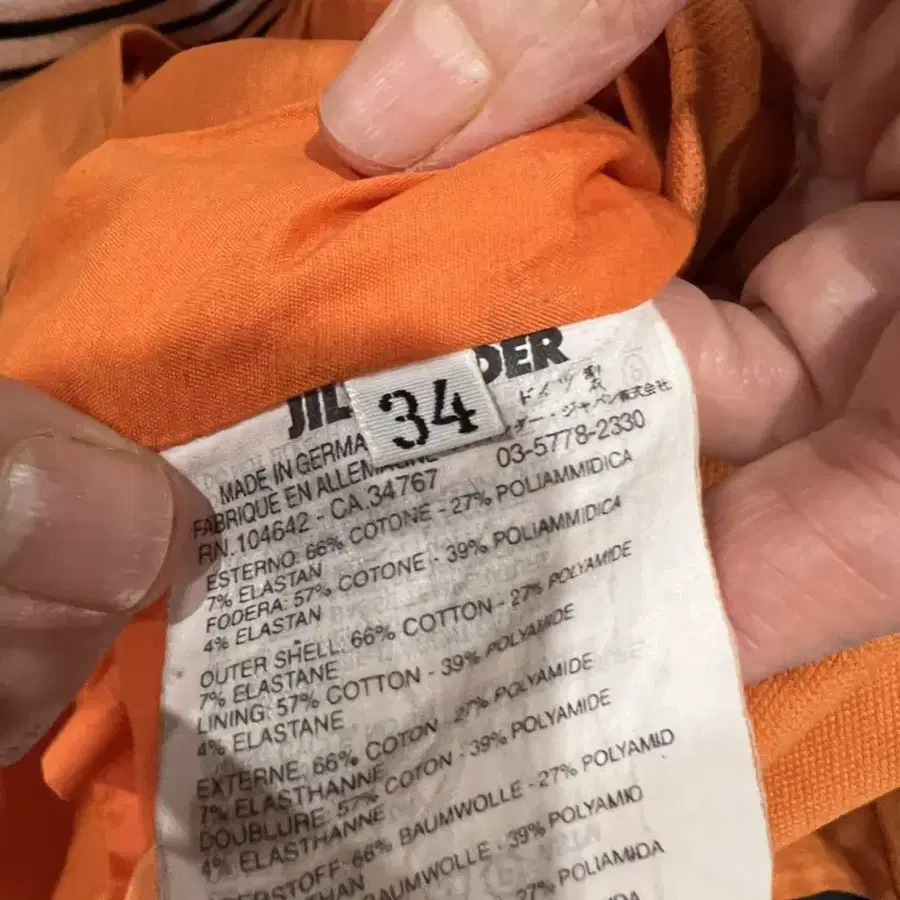 JIL DER
34
ドイツ製
ダー・ジャパン株式会社
03-5778-2330
MADE IN GERMA
FABRIQUE EN ALLEMAGNE
RN.104642 - CA.34767
ESTERNO: 66% COTONE - 27% POLIAMMIDICA
7% ELASTAN
FODERA: 57% COTONE - 39% POLIAMMIDICA
4% ELASTAN
OUTER SHELL: 66% COTTON - 27% POLYAMIDE
7% ELASTANE
LINING: 57% COTTON - 39% POLYAMIDE
4% ELASTANE
EXTERNE: 66% COTON - 27% POLYAMIDE
7% ELASTHANNE
DOUBLURE: 57% COTON - 39% POLYAMIDE
4% ELASTHANNE
ERSTOFF: 66% BAUMWOLLE - 27% POLYAMID
THAN
BAUMWOLLE - 39% POLYAMID
27% POLIAMIDA